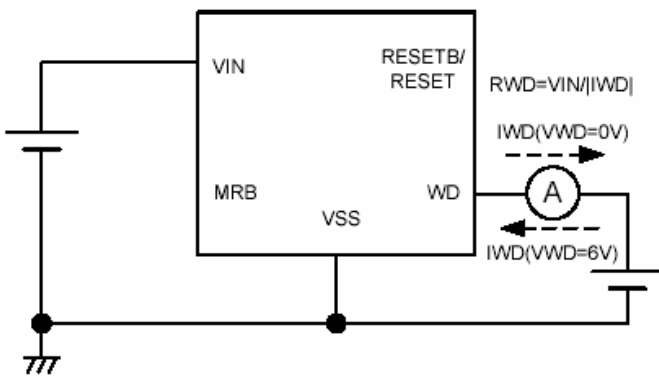 VIN
RESETB/
RESET
RWD=VIN/|IWD|
IWD(VWD=0V)
MRB
WD
A
VSS
IWD(VWD=6V)